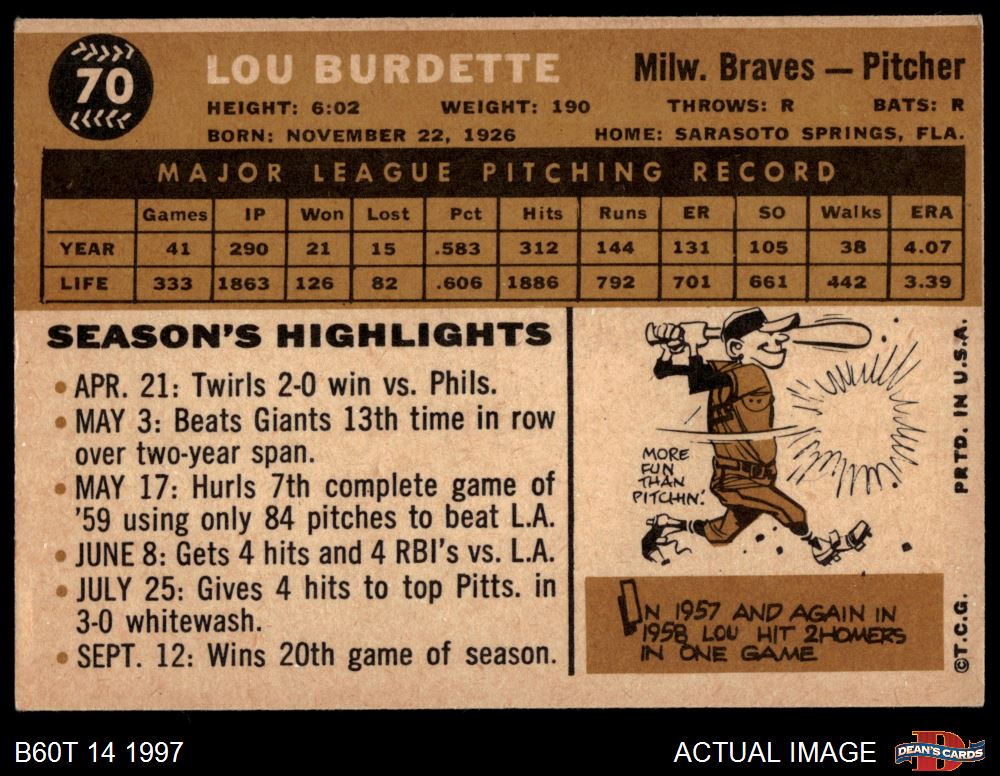 70
LOU BURDETTE
Milw. Braves — Pitcher
HEIGHT: 6:02 WEIGHT: 190 THROWS: R BATS: R
BORN: NOVEMBER 22, 1926 HOME: SARASOTO SPRINGS, FLA.
MAJOR LEAGUE PITCHING RECORD
Games IP Won Lost Pct Hits Runs ER SO Walks ERA
YEAR 41 290 21 15 .583 312 144 131 105 38 4.07
LIFE 333 1863 126 82 .606 1886 792 701 661 442 3.39
SEASON'S HIGHLIGHTS
• APR. 21: Twirls 2-0 win vs. Phils.
• MAY 3: Beats Giants 13th time in row
over two-year span.
• MAY 17: Hurls 7th complete game of
'59 using only 84 pitches to beat L.A.
• JUNE 8: Gets 4 hits and 4 RBI's vs. L.A.
• JULY 25: Gives 4 hits to top Pitts. in
3-0 whitewash.
• SEPT. 12: Wins 20th game of season.
MORE
FUN
THAN
PITCHIN'.
IN 1957 AND AGAIN IN
1958, LOU HIT 2 HOMERS
IN ONE GAME
PRTD. IN U.S.A.
©T.C.G.
B60T 14 1997
ACTUAL IMAGE
DEAN'S CARDS